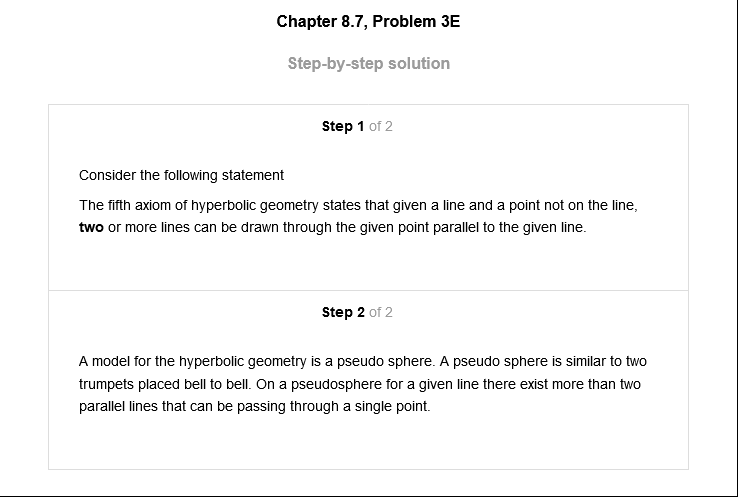 Chapter 8.7, Problem 3E
Step-by-step solution
Step 1 of 2
Consider the following statement
The fifth axiom of hyperbolic geometry states that given a line and a point not on the line,
two or more lines can be drawn through the given point parallel to the given line.
Step 2 of 2
A model for the hyperbolic geometry is a pseudo sphere. A pseudo sphere is similar to two
trumpets placed bell to bell. On a pseudosphere for a given line there exist more than two
parallel lines that can be passing through a single point.